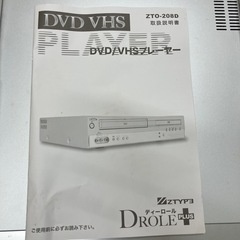 DVD VHS
ZTO-208D
取扱説明書
PLAYER
DVD/VHSプレーヤー
ご使用前に必ずお読み下さい。
ZTYP3
ディーロール
DROLE PLUS